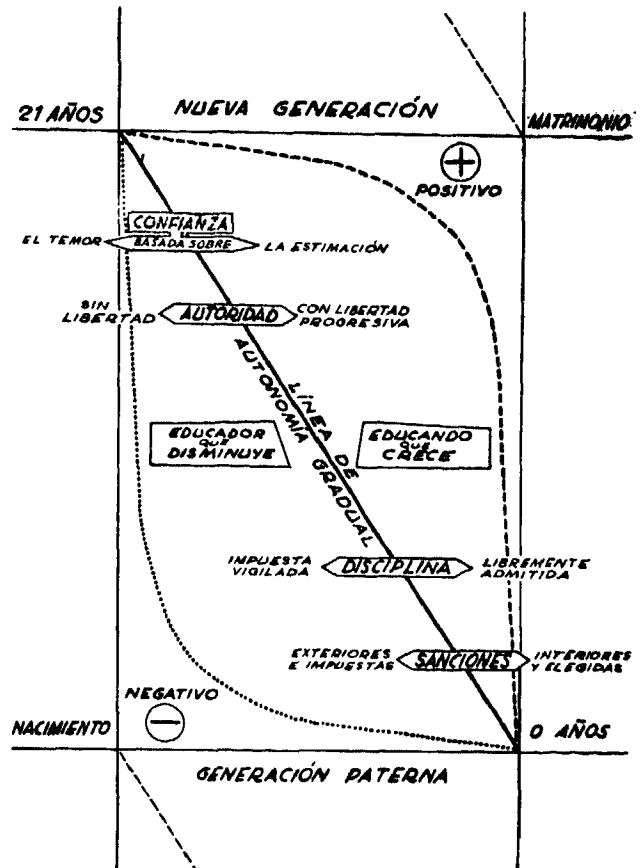 21 AÑOS
NUEVA GENERACIÓN
MATRIMONIO
POSITIVO
CONFIANZA
EL TEMOR
BASADA SOBRE
LA ESTIMACIÓN
SIN
LIBERTAD
AUTORIDAD
CON LIBERTAD
PROGRESIVA
LÍNEA DE
AUTONOMÍA GRADUAL
EDUCADOR
QUE
DISMINUYE
EDUCANDO
QUE
CRECE
IMPUESTA
VIGILADA
DISCIPLINA
LIBREMENTE
ADMITIDA
EXTERIORES
E IMPUESTAS
SANCIONES
INTERIORES
Y ELEGIDAS
NEGATIVO
NACIMIENTO
0 AÑOS
GENERACIÓN PATERNA